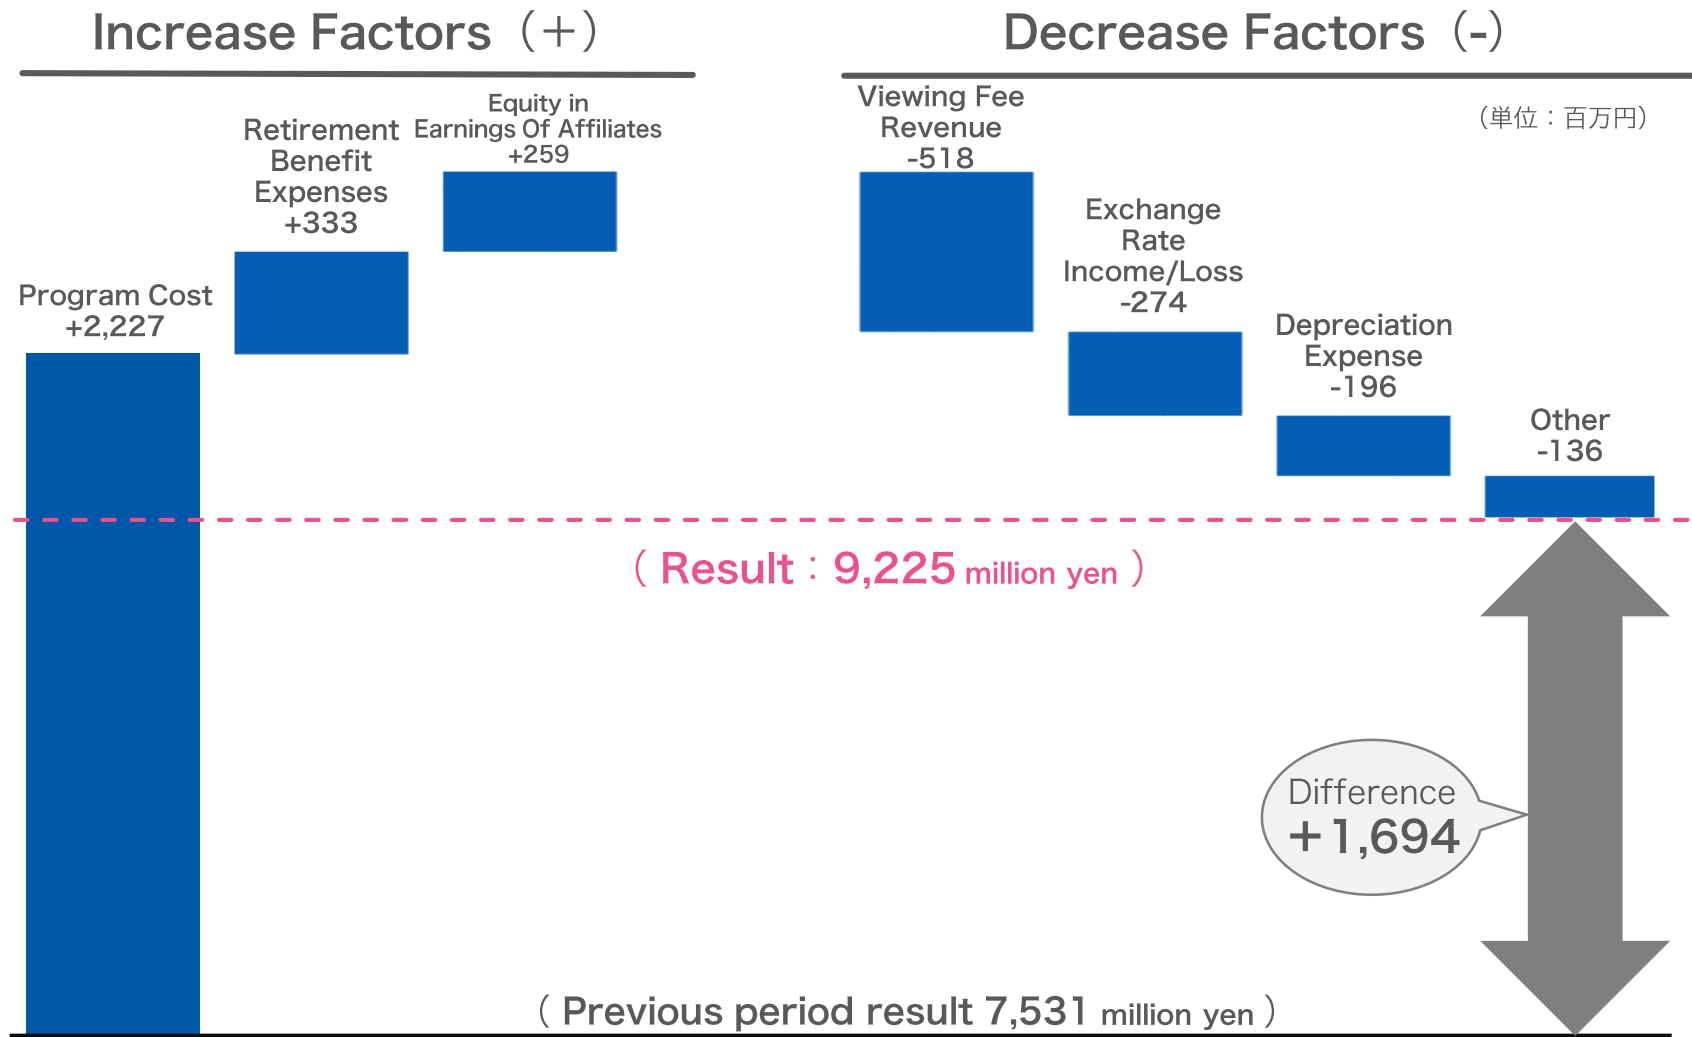 Increase Factors（＋）
Program Cost
+2,227
Retirement
Benefit
Expenses
+333
Equity in
Earnings Of Affiliates
+259
Decrease Factors（-）
（単位：百万円）
Viewing Fee
Revenue
-518
Exchange
Rate
Income/Loss
-274
Depreciation
Expense
-196
Other
-136
（ Result：9,225 million yen ）
Difference
＋1,694
（ Previous period result 7,531 million yen ）